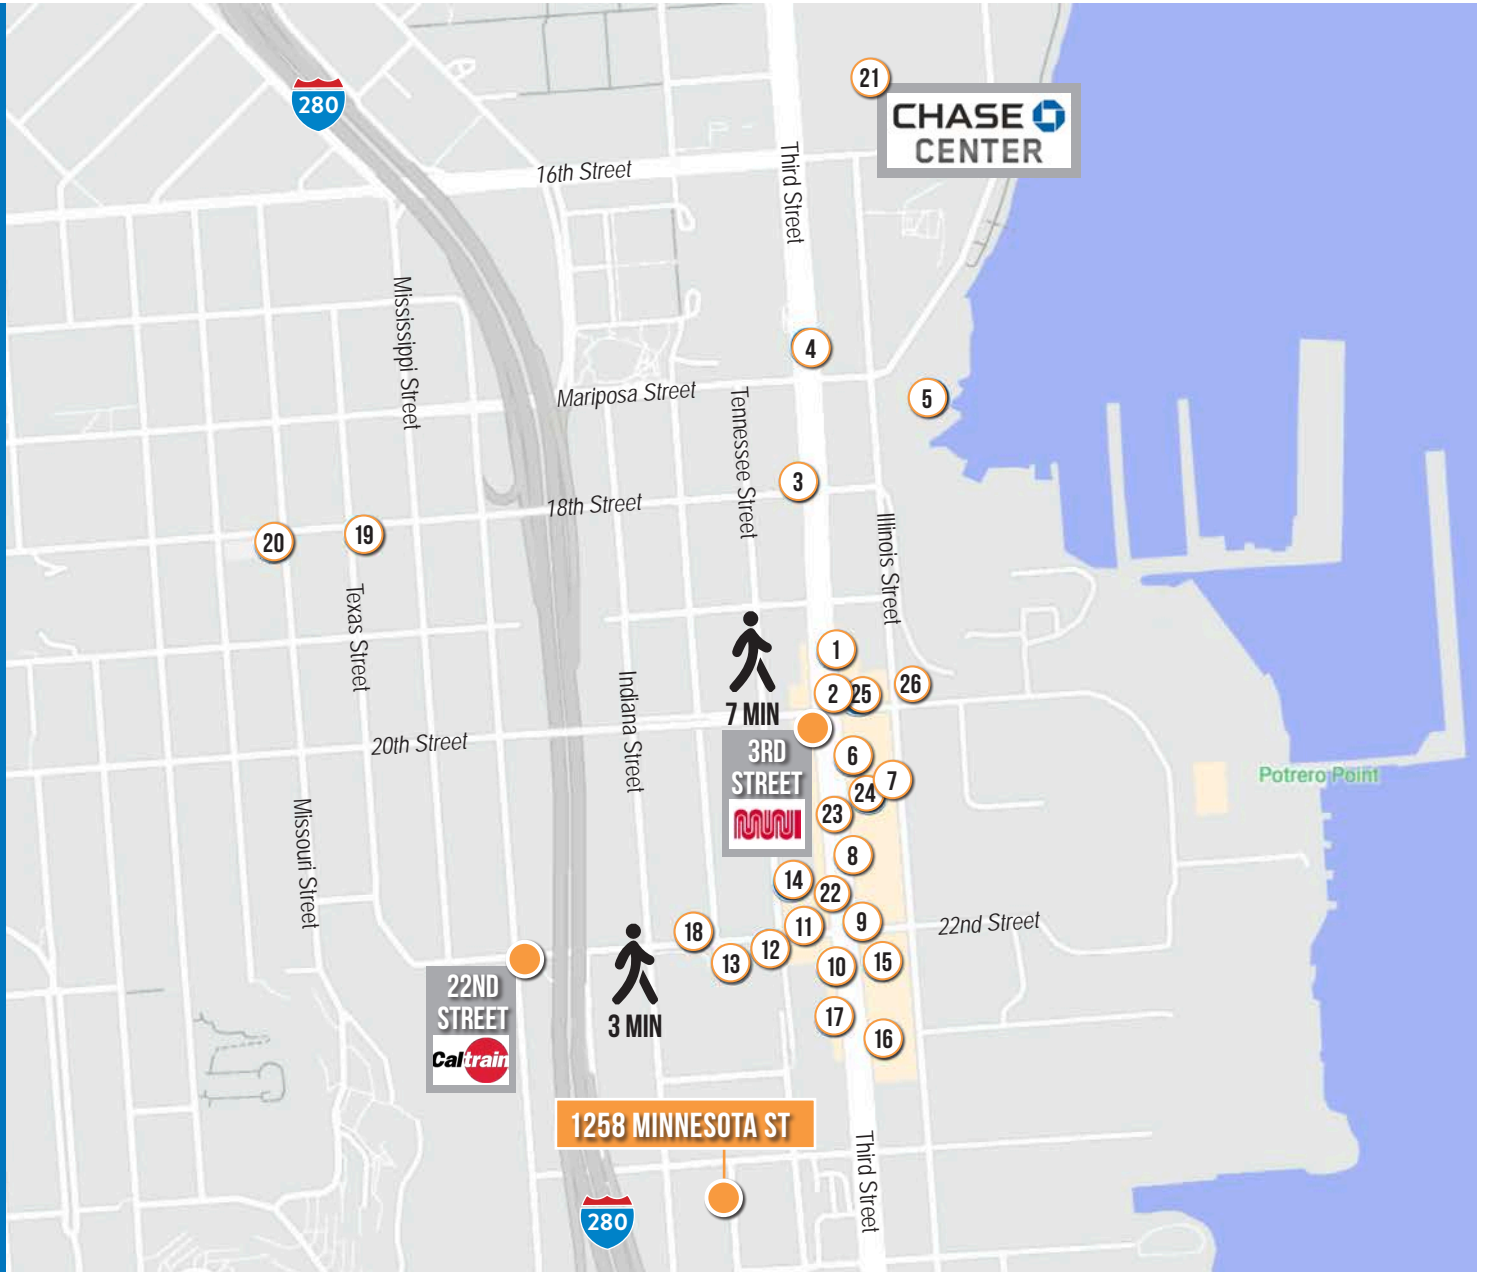 21
280
CHASE
CENTER
16th Street
Third Street
Mississippi Street
4
Mariposa Street
5
Tennessee Street
3
18th Street
Illinois Street
20
19
Texas Street
1
Indiana Street
2
25
26
7 MIN
20th Street
3RD
STREET
MUNI
6
7
24
23
Potrero Point
Missouri Street
8
14
22
11
9
22nd Street
18
12
13
10
15
22ND
STREET
Caltrain
3 MIN
17
16
1258 MINNESOTA ST
Third Street
280